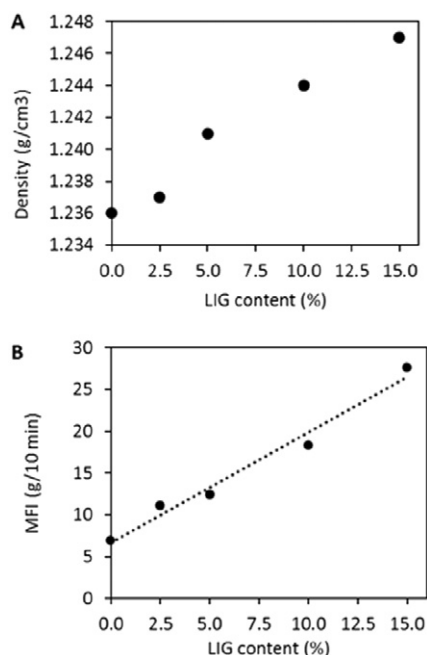 A
Density (g/cm3)
1.248
1.246
1.244
1.242
1.240
1.238
1.236
1.234
0.0 2.5 5.0 7.5 10.0 12.5 15.0
LIG content (%)
B
MFI (g/10 min)
30
25
20
15
10
5
0
0.0 2.5 5.0 7.5 10.0 12.5 15.0
LIG content (%)